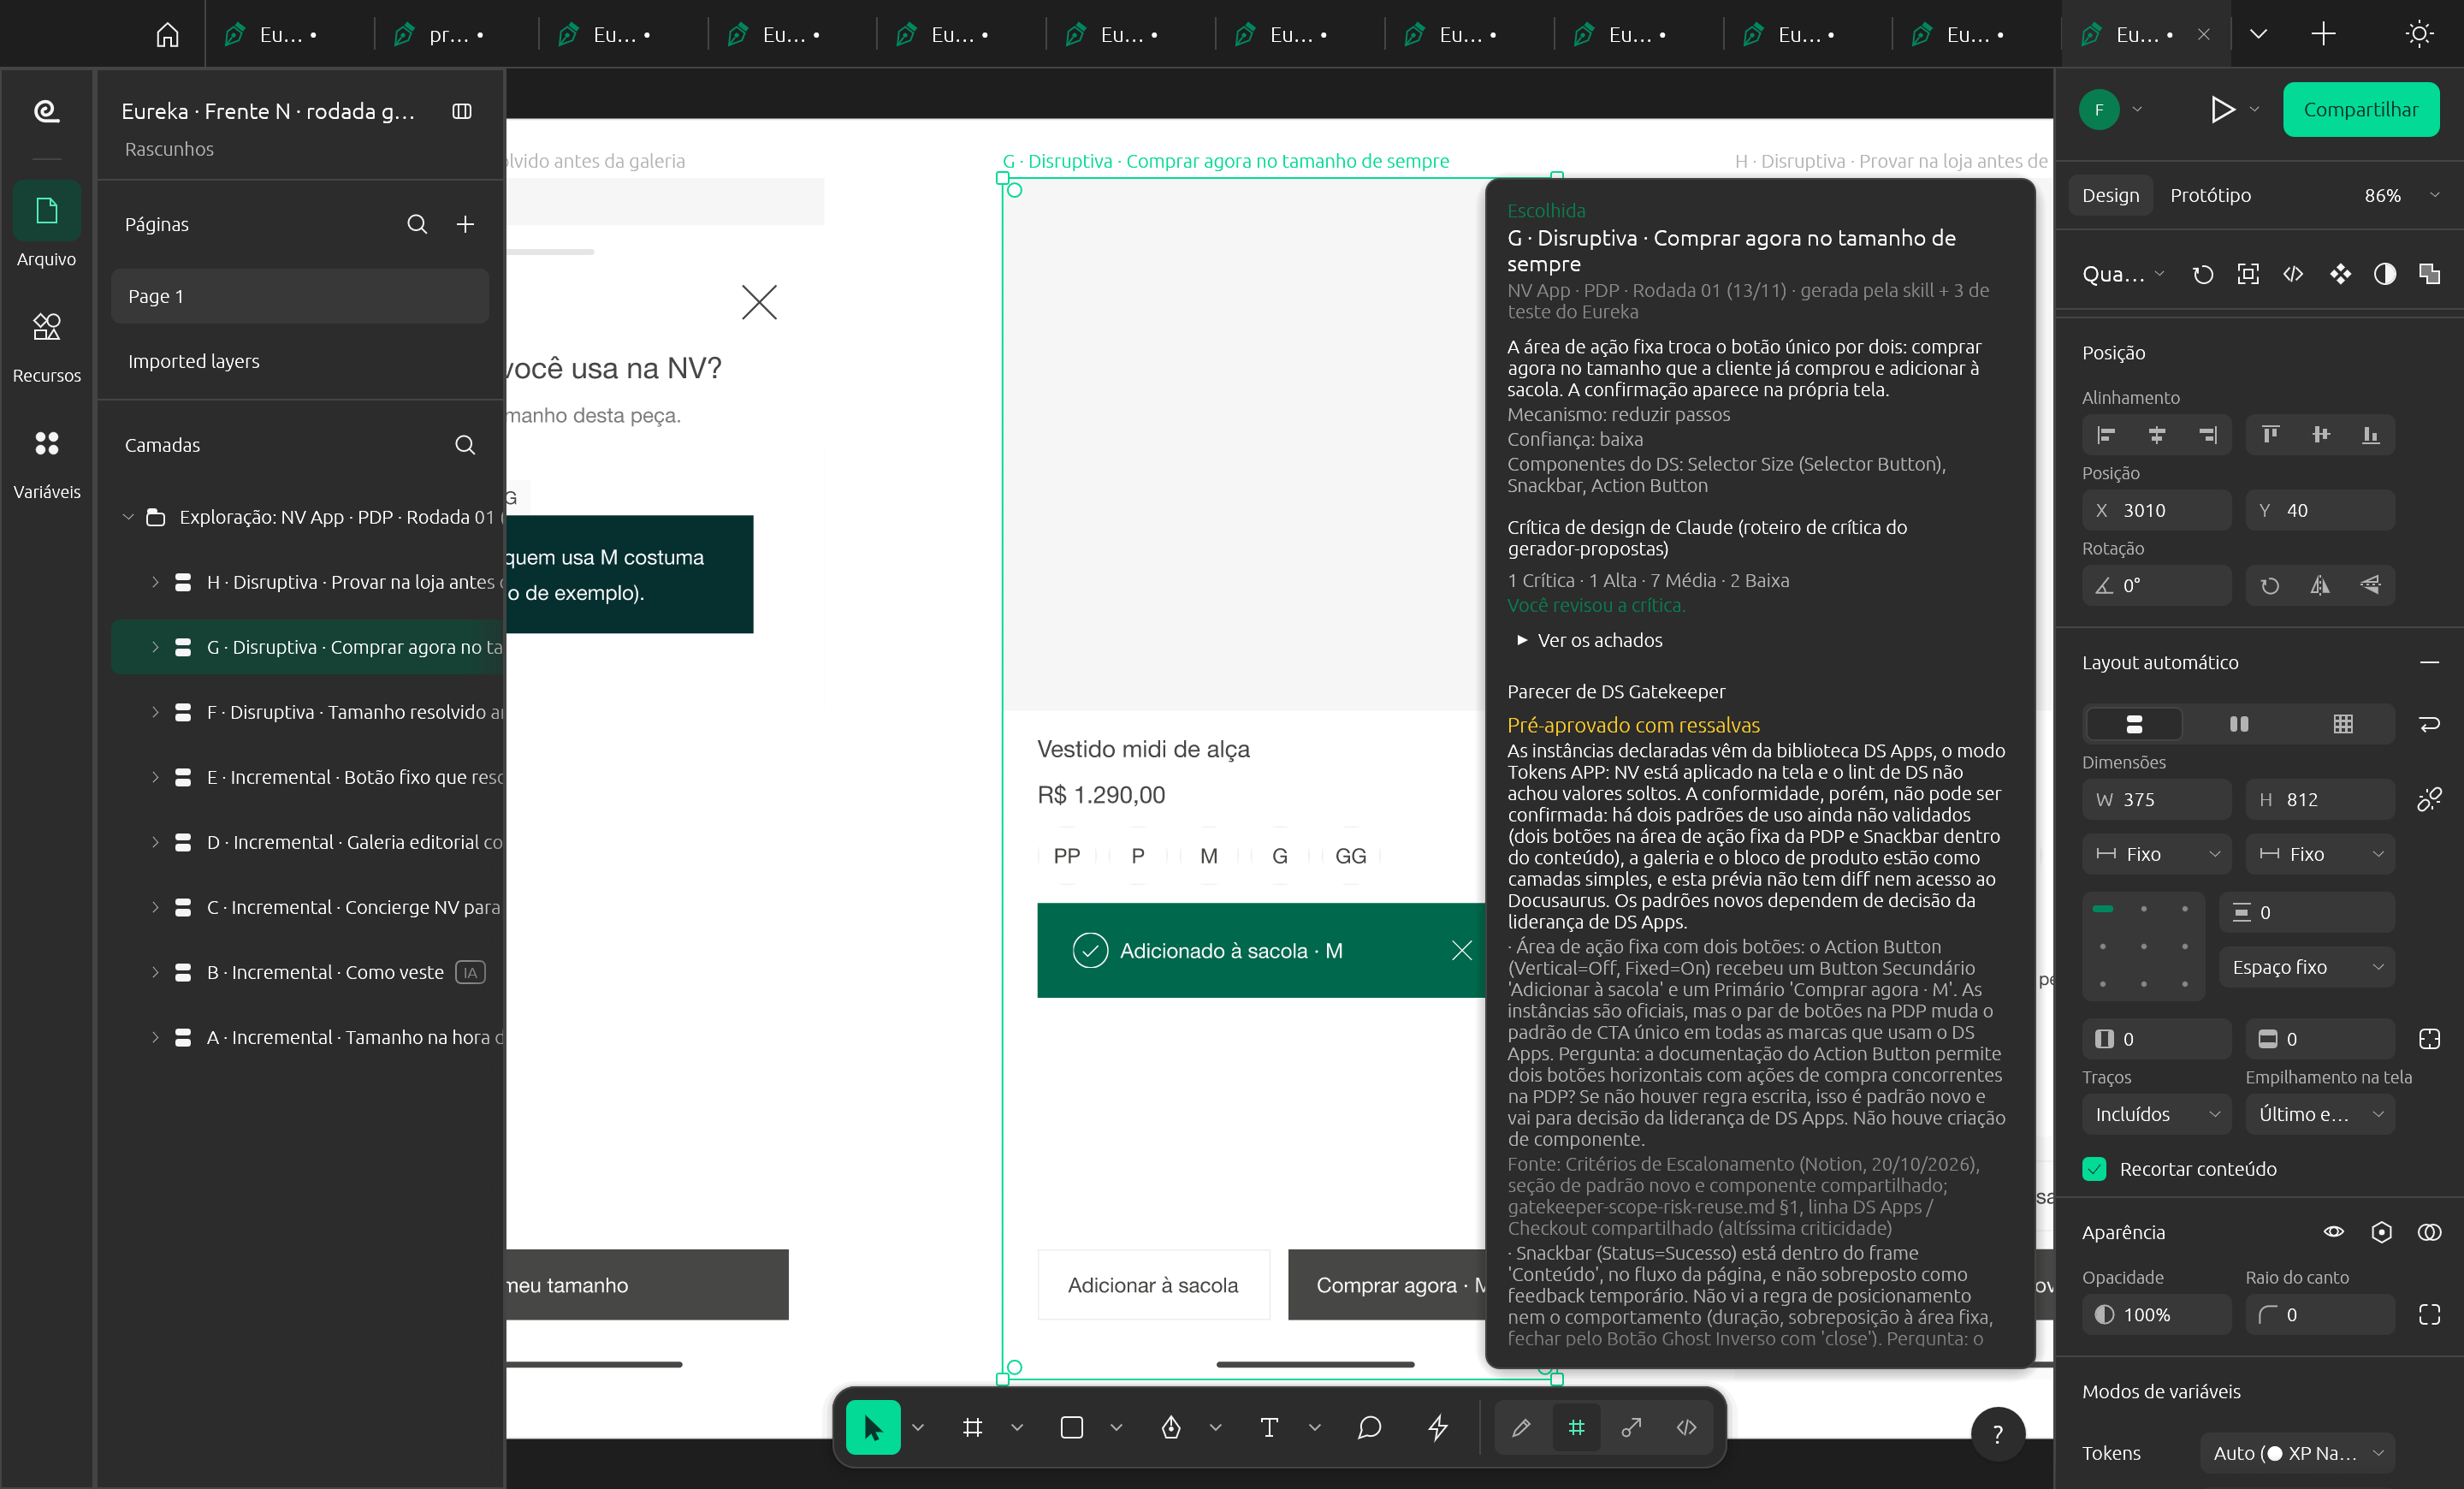 Eu... •
pr... •
Eu... •
Eu... •
Eu... •
Eu... •
Eu... •
Eu... •
Eu... •
Eu... •
Eu... •
Eu... •
Eureka · Frente N · rodada g...
Rascunhos
Arquivo
Recursos
Variáveis
Páginas
Page 1
Imported layers
Camadas
Exploração: NV App · PDP · Rodada 01
H · Disruptiva · Provar na loja antes
G · Disruptiva · Comprar agora no ta
F · Disruptiva · Tamanho resolvido a
E · Incremental · Botão fixo que reso
D · Incremental · Galeria editorial co
C · Incremental · Concierge NV para
B · Incremental · Como veste IA
A · Incremental · Tamanho na hora
lvido antes da galeria
você usa na NV?
manho desta peça.
G
quem usa M costuma
o de exemplo).
meu tamanho
G · Disruptiva · Comprar agora no tamanho de sempre
Vestido midi de alça
R$ 1.290,00
PP P M G GG
Adicionado à sacola · M
Adicionar à sacola
Comprar agora · M
H · Disruptiva · Provar na loja antes de
Escolhida
G · Disruptiva · Comprar agora no tamanho de
sempre
NV App · PDP · Rodada 01 (13/11) · gerada pela skill + 3 de
teste do Eureka
A área de ação fixa troca o botão único por dois: comprar
agora no tamanho que a cliente já comprou e adicionar à
sacola. A confirmação aparece na própria tela.
Mecanismo: reduzir passos
Confiança: baixa
Componentes do DS: Selector Size (Selector Button),
Snackbar, Action Button
Crítica de design de Claude (roteiro de crítica do
gerador-propostas)
1 Crítica · 1 Alta · 7 Média · 2 Baixa
Você revisou a crítica.
Ver os achados
Parecer de DS Gatekeeper
Pré-aprovado com ressalvas
As instâncias declaradas vêm da biblioteca DS Apps, o modo
Tokens APP: NV está aplicado na tela e o lint de DS não
achou valores soltos. A conformidade, porém, não pode ser
confirmada: há dois padrões de uso ainda não validados
(dois botões na área de ação fixa da PDP e Snackbar dentro
do conteúdo), a galeria e o bloco de produto estão como
camadas simples, e esta prévia não tem diff nem acesso ao
Docusaurus. Os padrões novos dependem de decisão da
liderança de DS Apps.
· Área de ação fixa com dois botões: o Action Button
(Vertical=Off, Fixed=On) recebeu um Button Secundário
'Adicionar à sacola' e um Primário 'Comprar agora · M'. As
instâncias são oficiais, mas o par de botões na PDP muda o
padrão de CTA único em todas as marcas que usam o DS
Apps. Pergunta: a documentação do Action Button permite
dois botões horizontais com ações de compra concorrentes
na PDP? Se não houver regra escrita, isso é padrão novo e
vai para decisão da liderança de DS Apps. Não houve criação
de componente.
Fonte: Critérios de Escalonamento (Notion, 20/10/2026),
seção de padrão novo e componente compartilhado;
gatekeeper-scope-risk-reuse.md §1, linha DS Apps /
Checkout compartilhado (altíssima criticidade)
· Snackbar (Status=Sucesso) está dentro do frame
'Conteúdo', no fluxo da página, e não sobreposto como
feedback temporário. Não vi a regra de posicionamento
nem o comportamento (duração, sobreposição à área fixa,
fechar pelo Botão Ghost Inverso com 'close'). Pergunta: o
pe
sa
ov
?
F
Compartilhar
Design
Protótipo
86%
Qua...
Posição
Alinhamento
Posição
X 3010
Y 40
Rotação
0°
Layout automático
Dimensões
W 375
H 812
Fixo
Fixo
0
Espaço fixo
0
0
Traços
Empilhamento na tela
Incluídos
Último e...
Recortar conteúdo
Aparência
Opacidade
Raio do canto
100%
0
Modos de variáveis
Tokens
Auto ( XP Na...